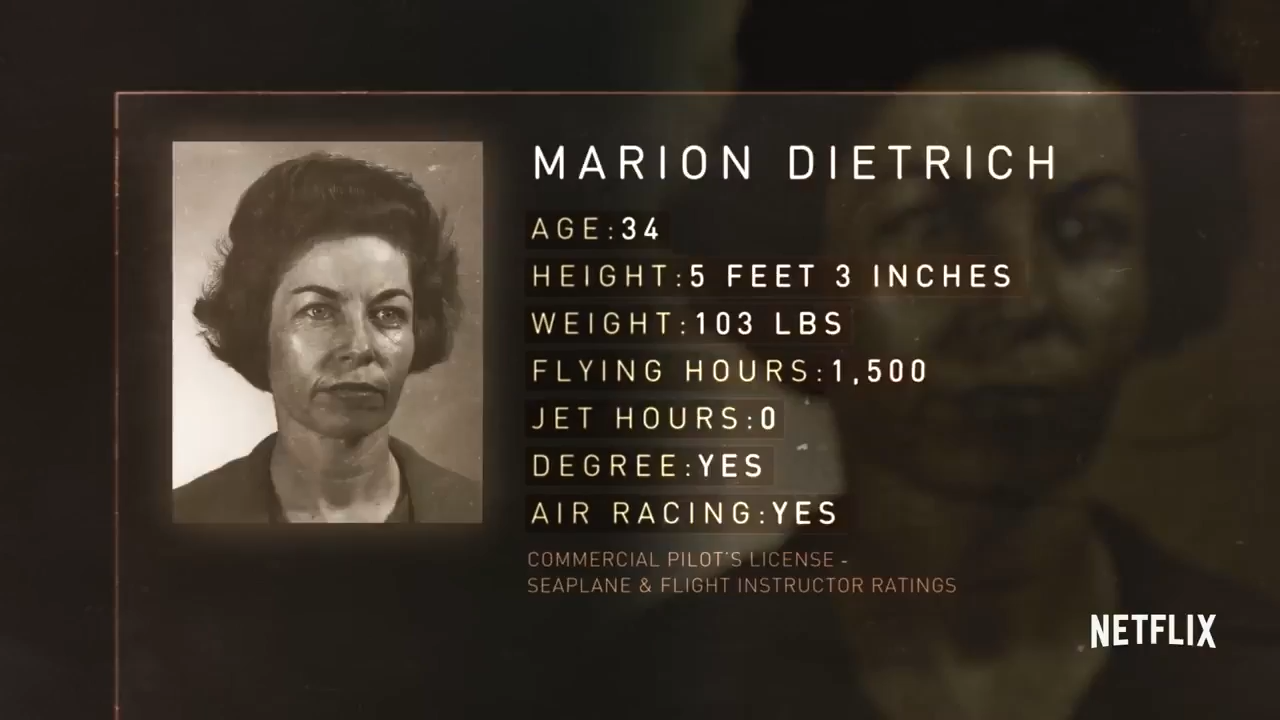 MARION DIETRICH
AGE:34
HEIGHT:5 FEET 3 INCHES
WEIGHT:103 LBS
FLYING HOURS:1,500
JET HOURS:0
DEGREE:YES
AIR RACING:YES
COMMERCIAL PILOT'S LICENSE -
SEAPLANE & FLIGHT INSTRUCTOR RATINGS
NETFLIX